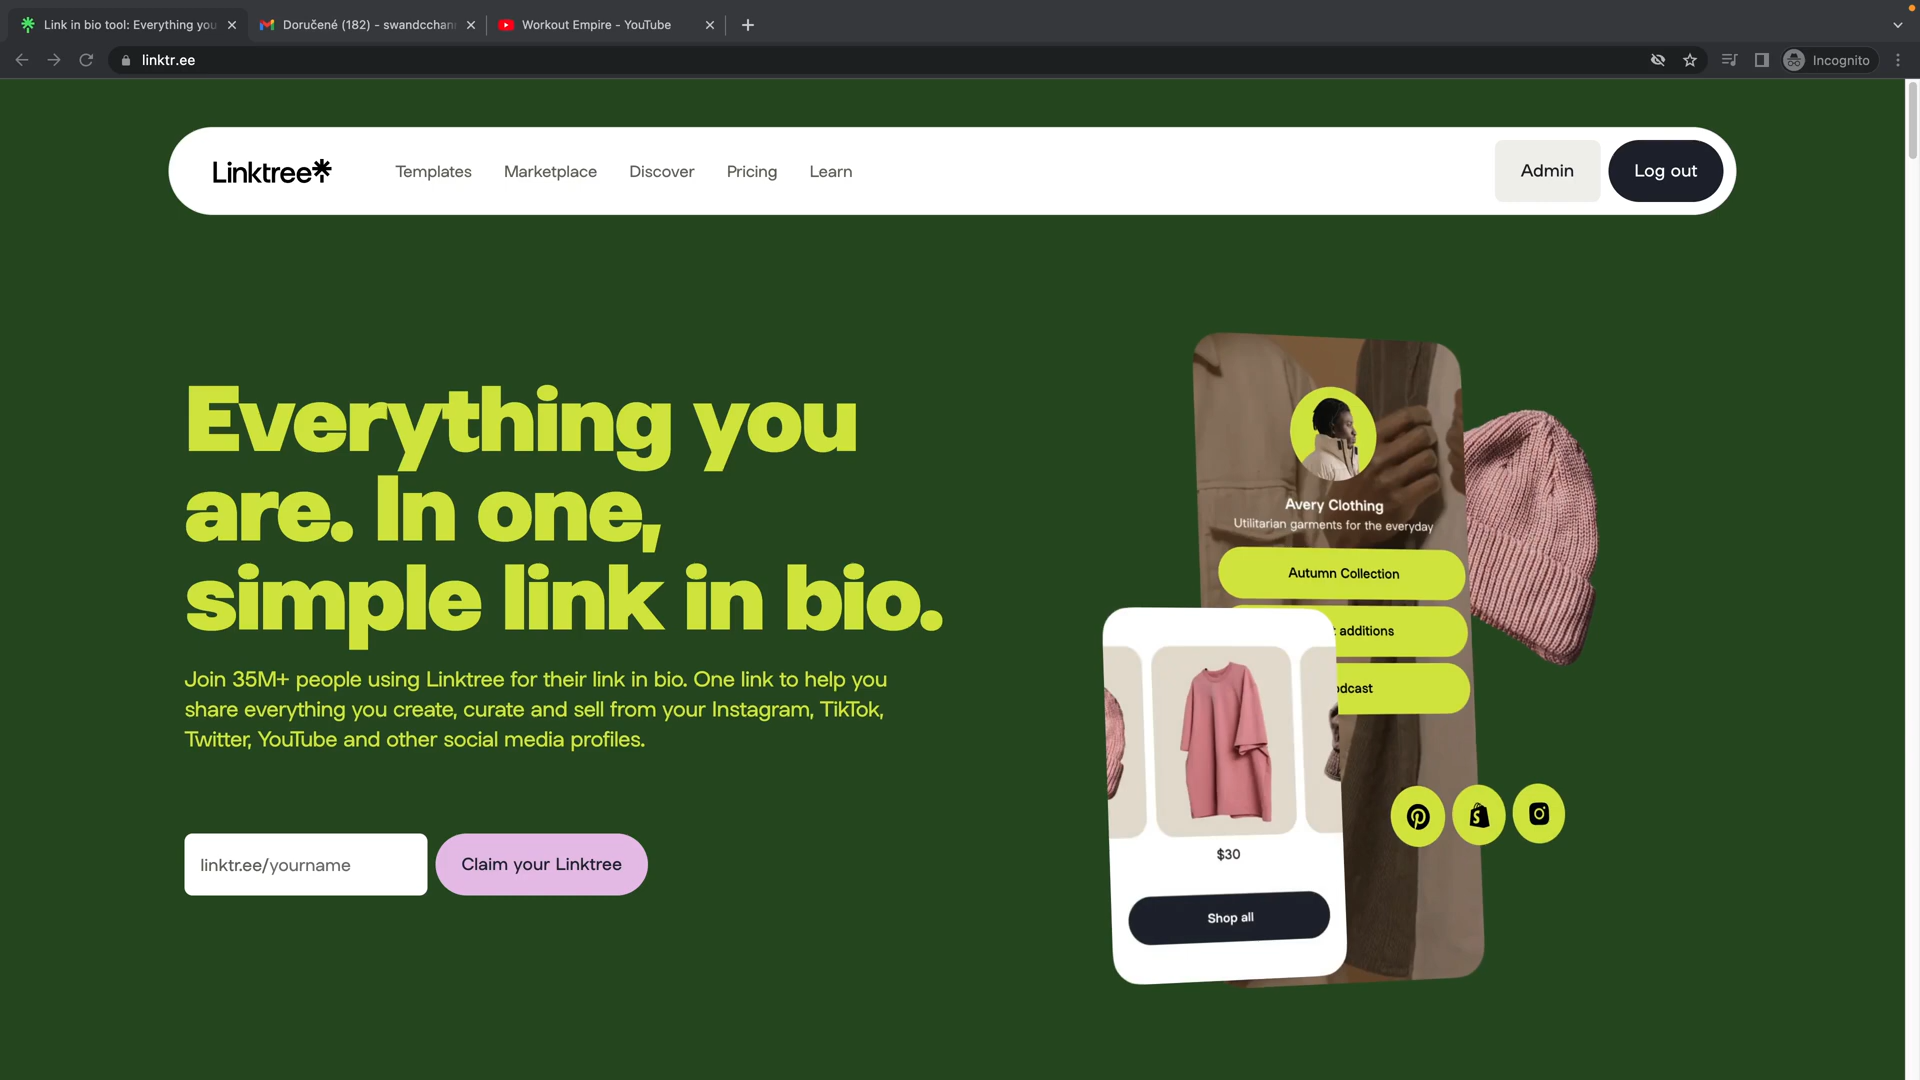 Link in bio tool: Everything you
Doručené (182) - swandcchan
Workout Empire - YouTube
linktr.ee
Incognito
Linktree
Templates
Marketplace
Discover
Pricing
Learn
Admin
Log out
Everything you
are. In one,
simple link in bio.
Join 35M+ people using Linktree for their link in bio. One link to help you
share everything you create, curate and sell from your Instagram, TikTok,
Twitter, YouTube and other social media profiles.
linktr.ee/yourname
Claim your Linktree
Avery Clothing
Utilitarian garments for the everyday
Autumn Collection
additions
odcast
$30
Shop all